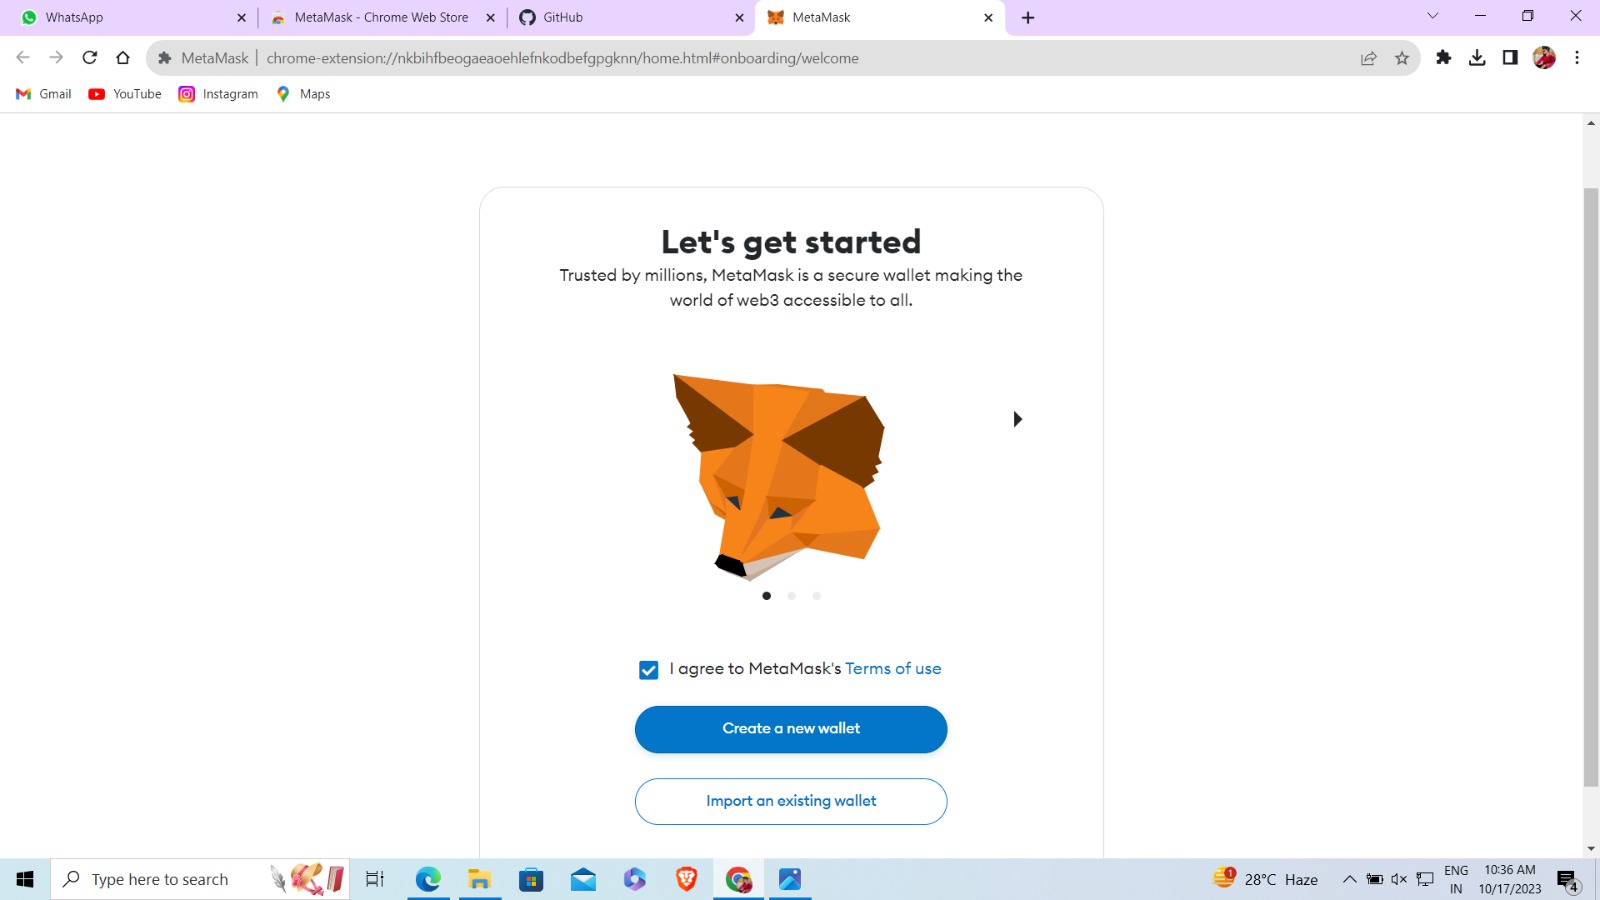 WhatsApp
MetaMask - Chrome Web Store
GitHub
MetaMask
MetaMask
chrome-extension://nkbihfbeogaeaoehlefnkodbefgpgknn/home.html#onboarding/welcome
Gmail
YouTube
Instagram
Maps
Let's get started
Trusted by millions, MetaMask is a secure wallet making the
world of web3 accessible to all.
I agree to MetaMask's Terms of use
Create a new wallet
Import an existing wallet
Type here to search
1
28°C Haze
ENG
IN
10:36 AM
10/17/2023
4